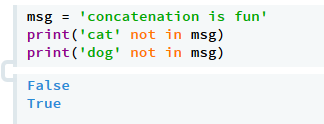 msg = 'concatenation is fun'
print('cat' not in msg)
print('dog' not in msg)
False
True